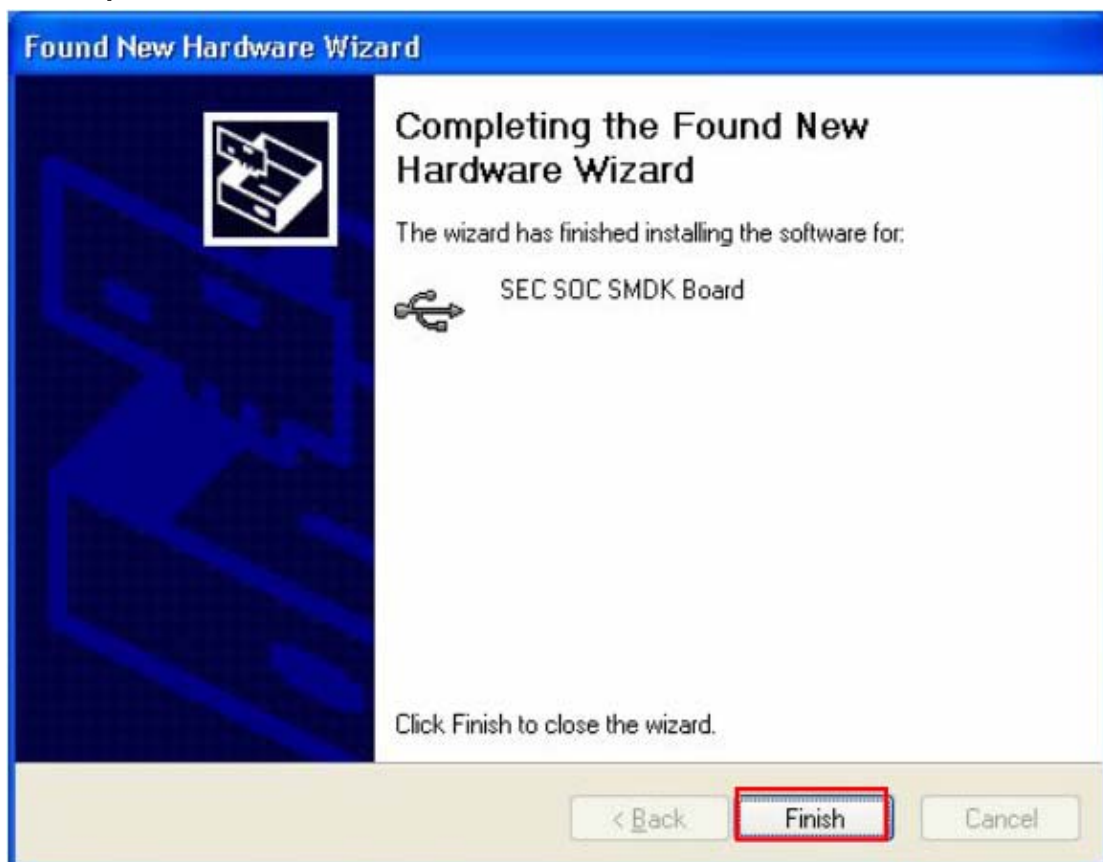 Found New Hardware Wizard
Completing the Found New
Hardware Wizard
The wizard has finished installing the software for:
SEC SOC SMDK Board
Click Finish to close the wizard.
< Back
Finish
Cancel